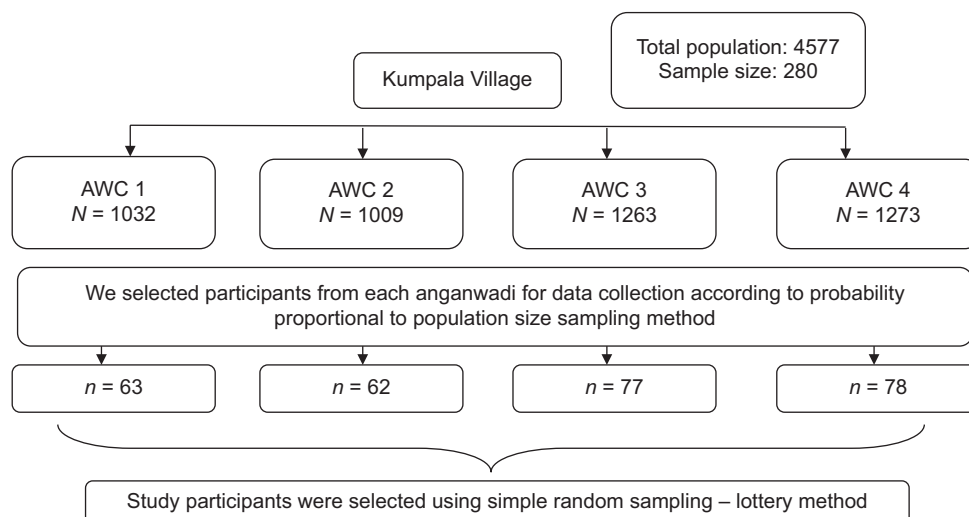 Total population: 4577
Sample size: 280
Kumpala Village
AWC 1
N = 1032
AWC 2
N = 1009
AWC 3
N = 1263
AWC 4
N = 1273
We selected participants from each anganwadi for data collection according to probability
proportional to population size sampling method
n = 63
n = 62
n = 77
n = 78
Study participants were selected using simple random sampling – lottery method